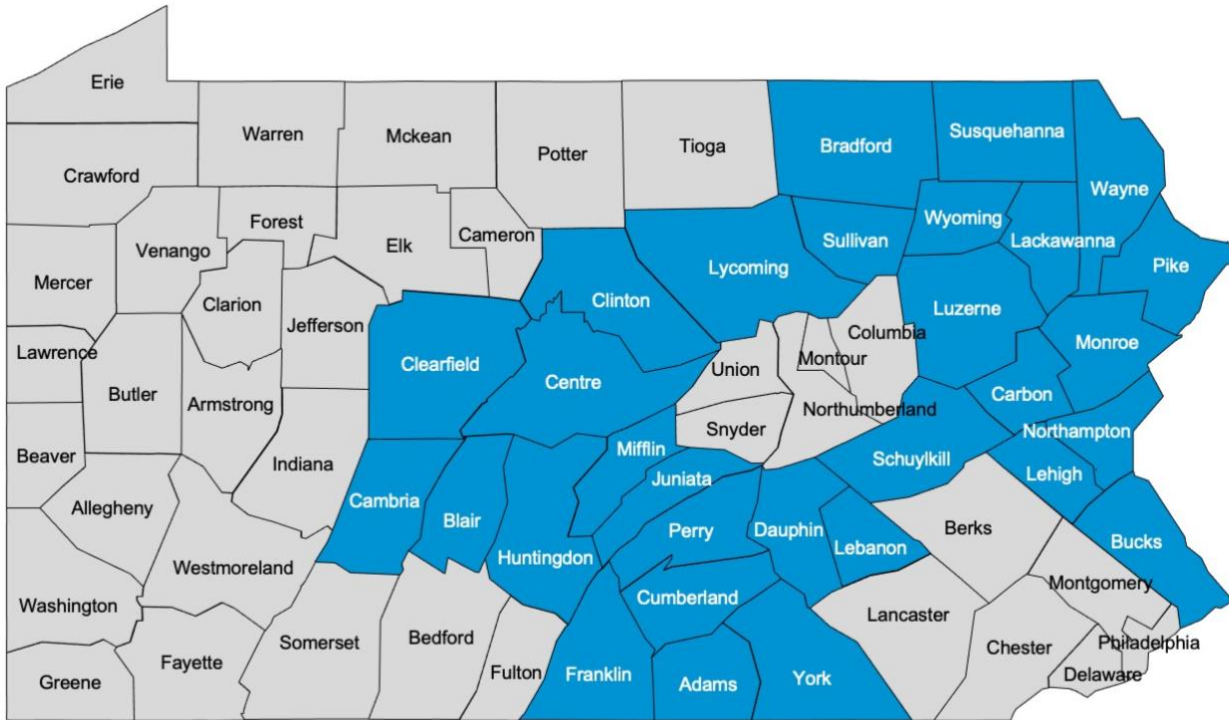 Erie
Warren
Mckean
Potter
Tioga
Bradford
Susquehanna
Crawford
Wayne
Venango
Forest
Elk
Cameron
Sullivan
Wyoming
Lackawanna
Mercer
Clarion
Lycoming
Pike
Clinton
Luzerne
Jefferson
Columbia
Monroe
Lawrence
Clearfield
Montour
Butler
Armstrong
Centre
Union
Carbon
Northumberland
Snyder
Northampton
Beaver
Indiana
Mifflin
Schuylkill
Lehigh
Allegheny
Cambria
Juniata
Blair
Perry
Dauphin
Berks
Bucks
Westmoreland
Huntingdon
Lebanon
Montgomery
Washington
Cumberland
Lancaster
Somerset
Bedford
Philadelphia
Chester
Fayette
Fulton
Franklin
Adams
York
Delaware
Greene